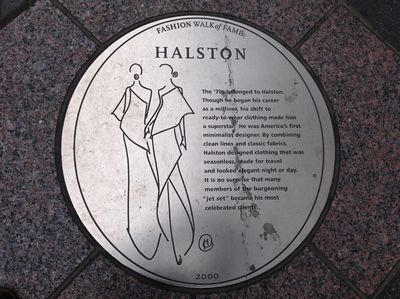 FASHION WALK of FAME
HALSTON
The '70s belonged to Halston.
Though he began his career
as a milliner, his shift to
ready-to-wear clothing made him
a superstar. He was America's first
minimalist designer. By combining
clean lines and classic fabrics,
Halston designed clothing that was
seasonless, made for travel
and looked elegant night or day.
It is no surprise that many
members of the burgeoning
"jet set" became his most
celebrated clients.
H
2000